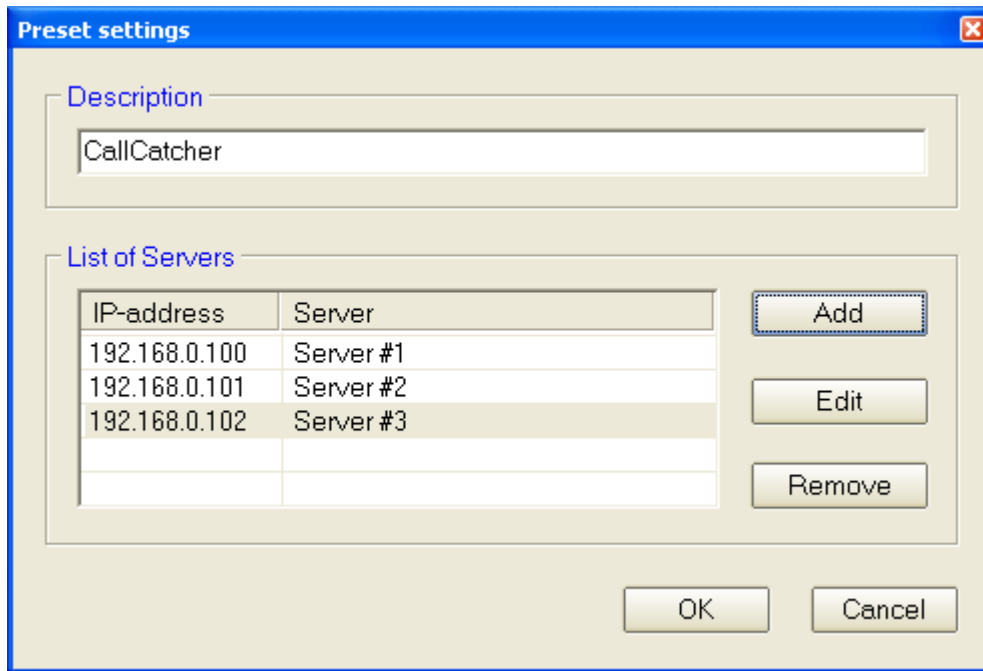 Preset settings
Description
CallCatcher
List of Servers
IP-address Server
192.168.0.100 Server #1
192.168.0.101 Server #2
192.168.0.102 Server #3
Add
Edit
Remove
OK Cancel